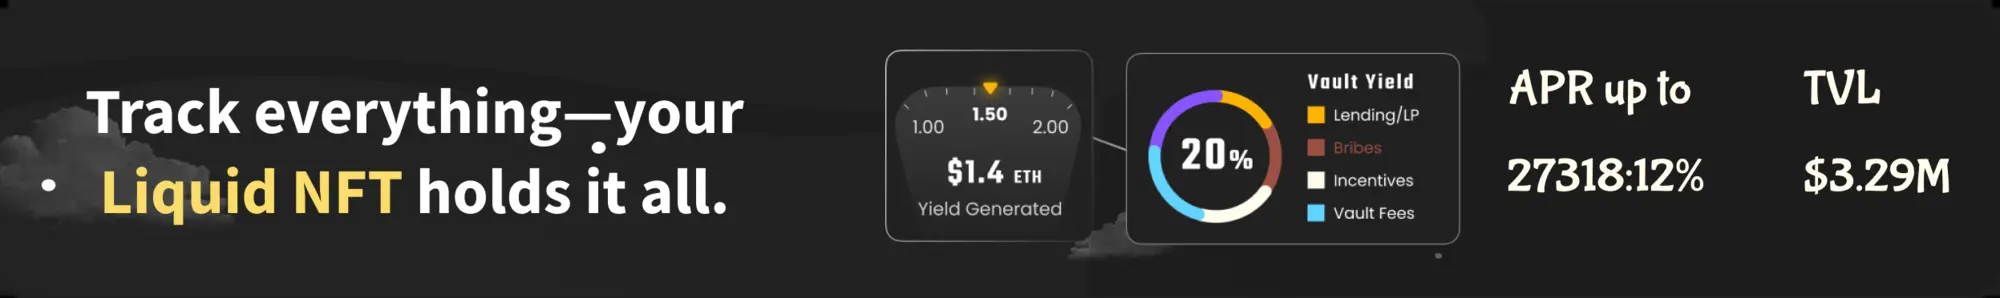 Track everything—your
Liquid NFT holds it all.
1.00
1.50
2.00
$1.4 ETH
Yield Generated
20%
Vault Yield
Lending/LP
Bribes
Incentives
Vault Fees
APR up to
27318:12%
TVL
$3.29M